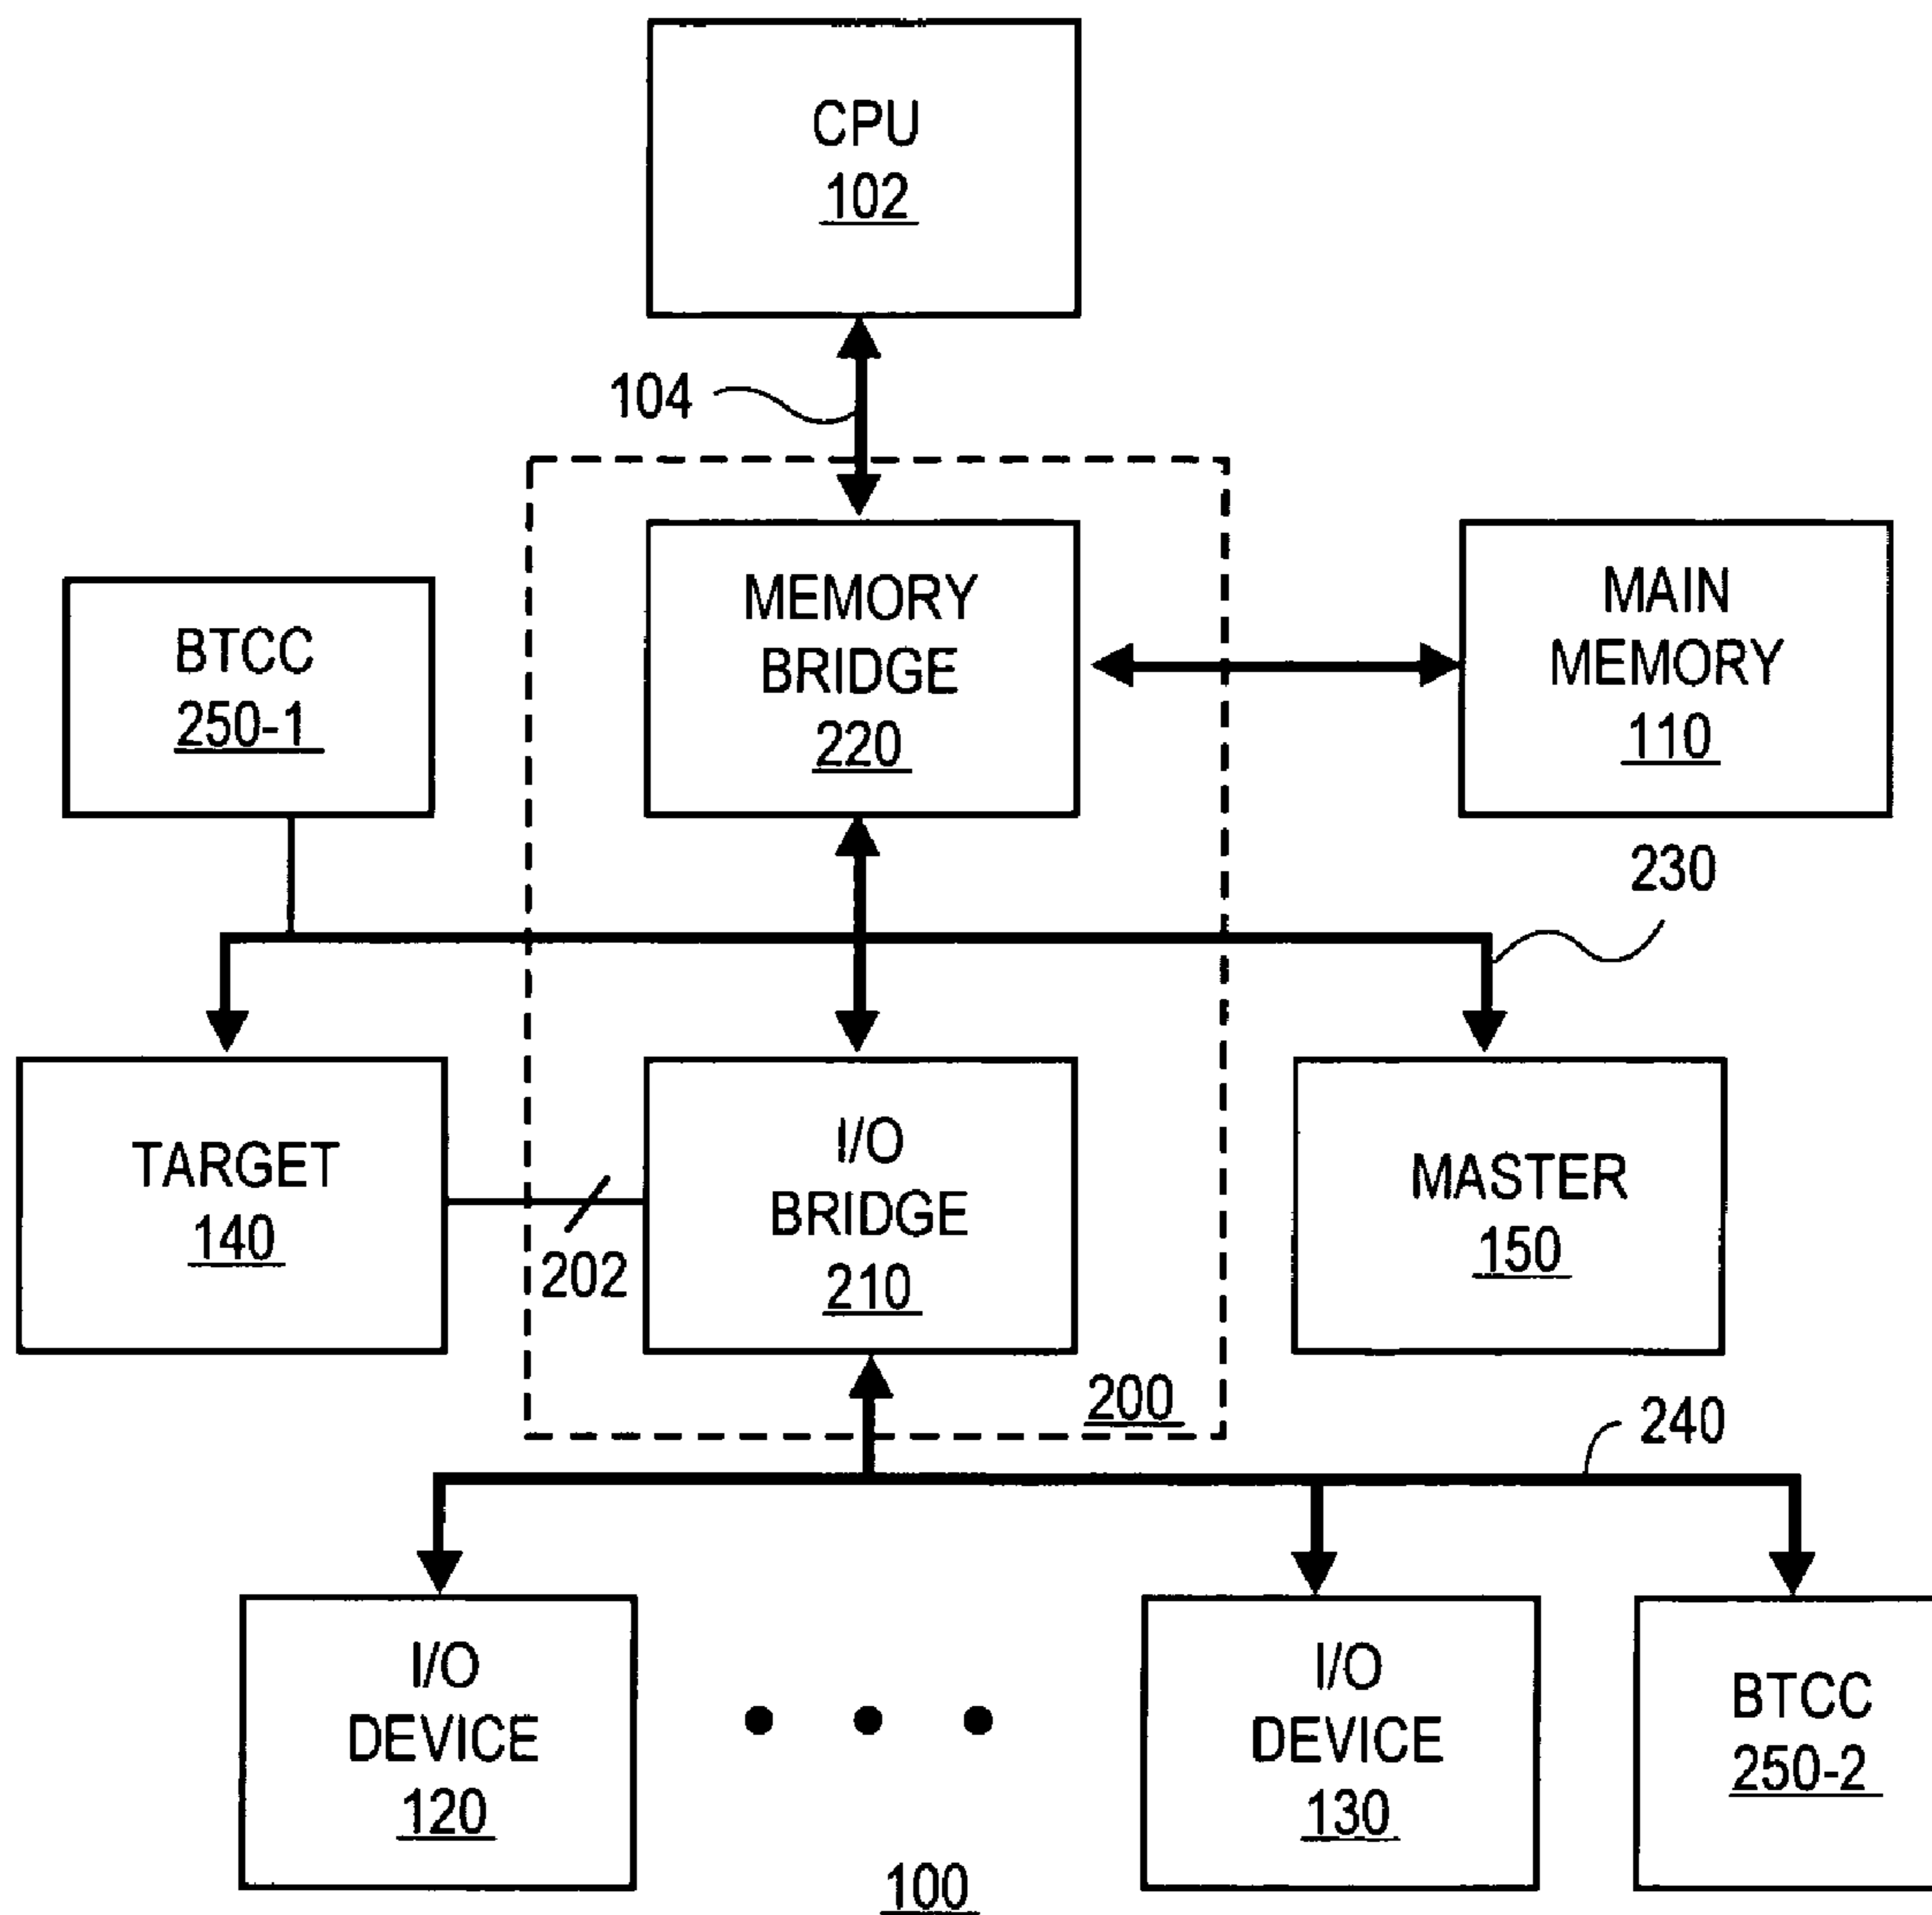 CPU
102
104
MEMORY
BRIDGE
220
MAIN
MEMORY
110
BTCC
250-1
230
TARGET
140
202
I/O
BRIDGE
210
MASTER
150
200
240
I/O
DEVICE
120
I/O
DEVICE
130
BTCC
250-2
100